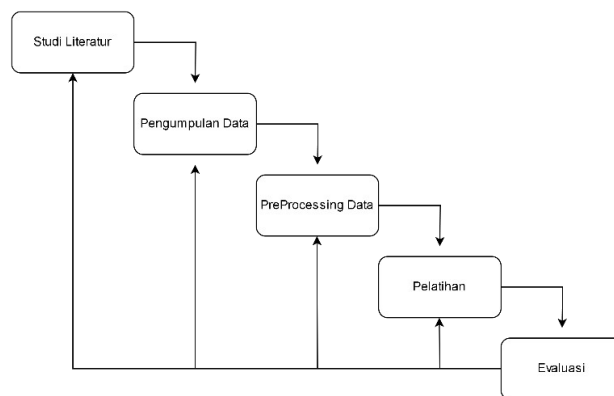 Studi Literatur
Pengumpulan Data
PreProcessing Data
Pelatihan
Evaluasi